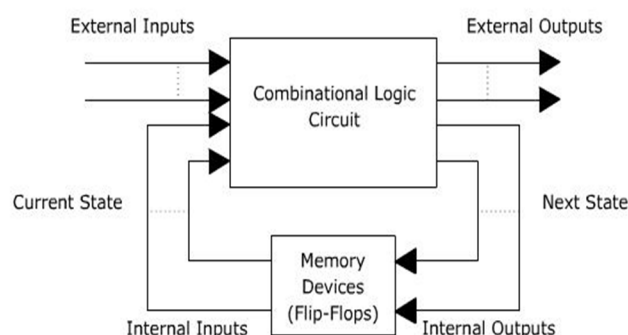 External Inputs
External Outputs
Combinational Logic
Circuit
Current State
Next State
Memory
Devices
(Flip-Flops)
Internal Inputs
Internal Outputs